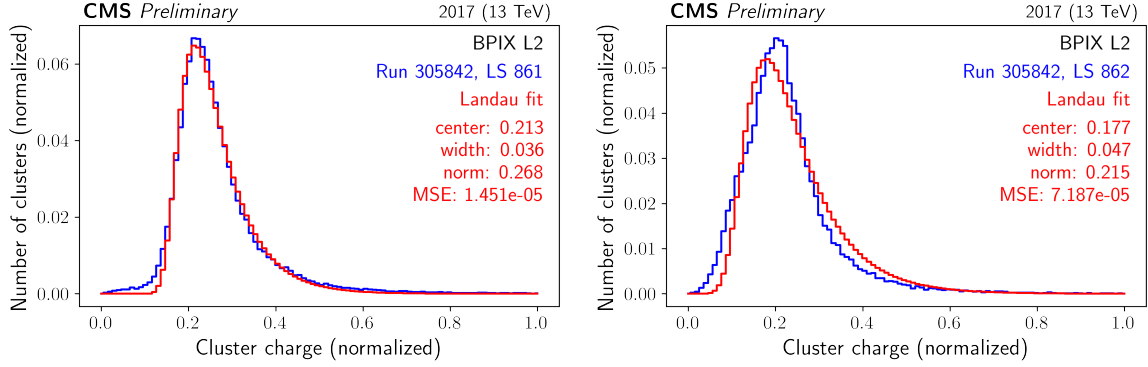 CMS Preliminary 2017 (13 TeV)
BPIX L2
Run 305842, LS 861
Landau fit
center: 0.213
width: 0.036
norm: 0.268
MSE: 1.451e-05
Number of clusters (normalized)
0.06
0.04
0.02
0.00
0.0 0.2 0.4 0.6 0.8 1.0
Cluster charge (normalized)
CMS Preliminary 2017 (13 TeV)
BPIX L2
Run 305842, LS 862
Landau fit
center: 0.177
width: 0.047
norm: 0.215
MSE: 7.187e-05
Number of clusters (normalized)
0.05
0.04
0.03
0.02
0.01
0.00
0.0 0.2 0.4 0.6 0.8 1.0
Cluster charge (normalized)